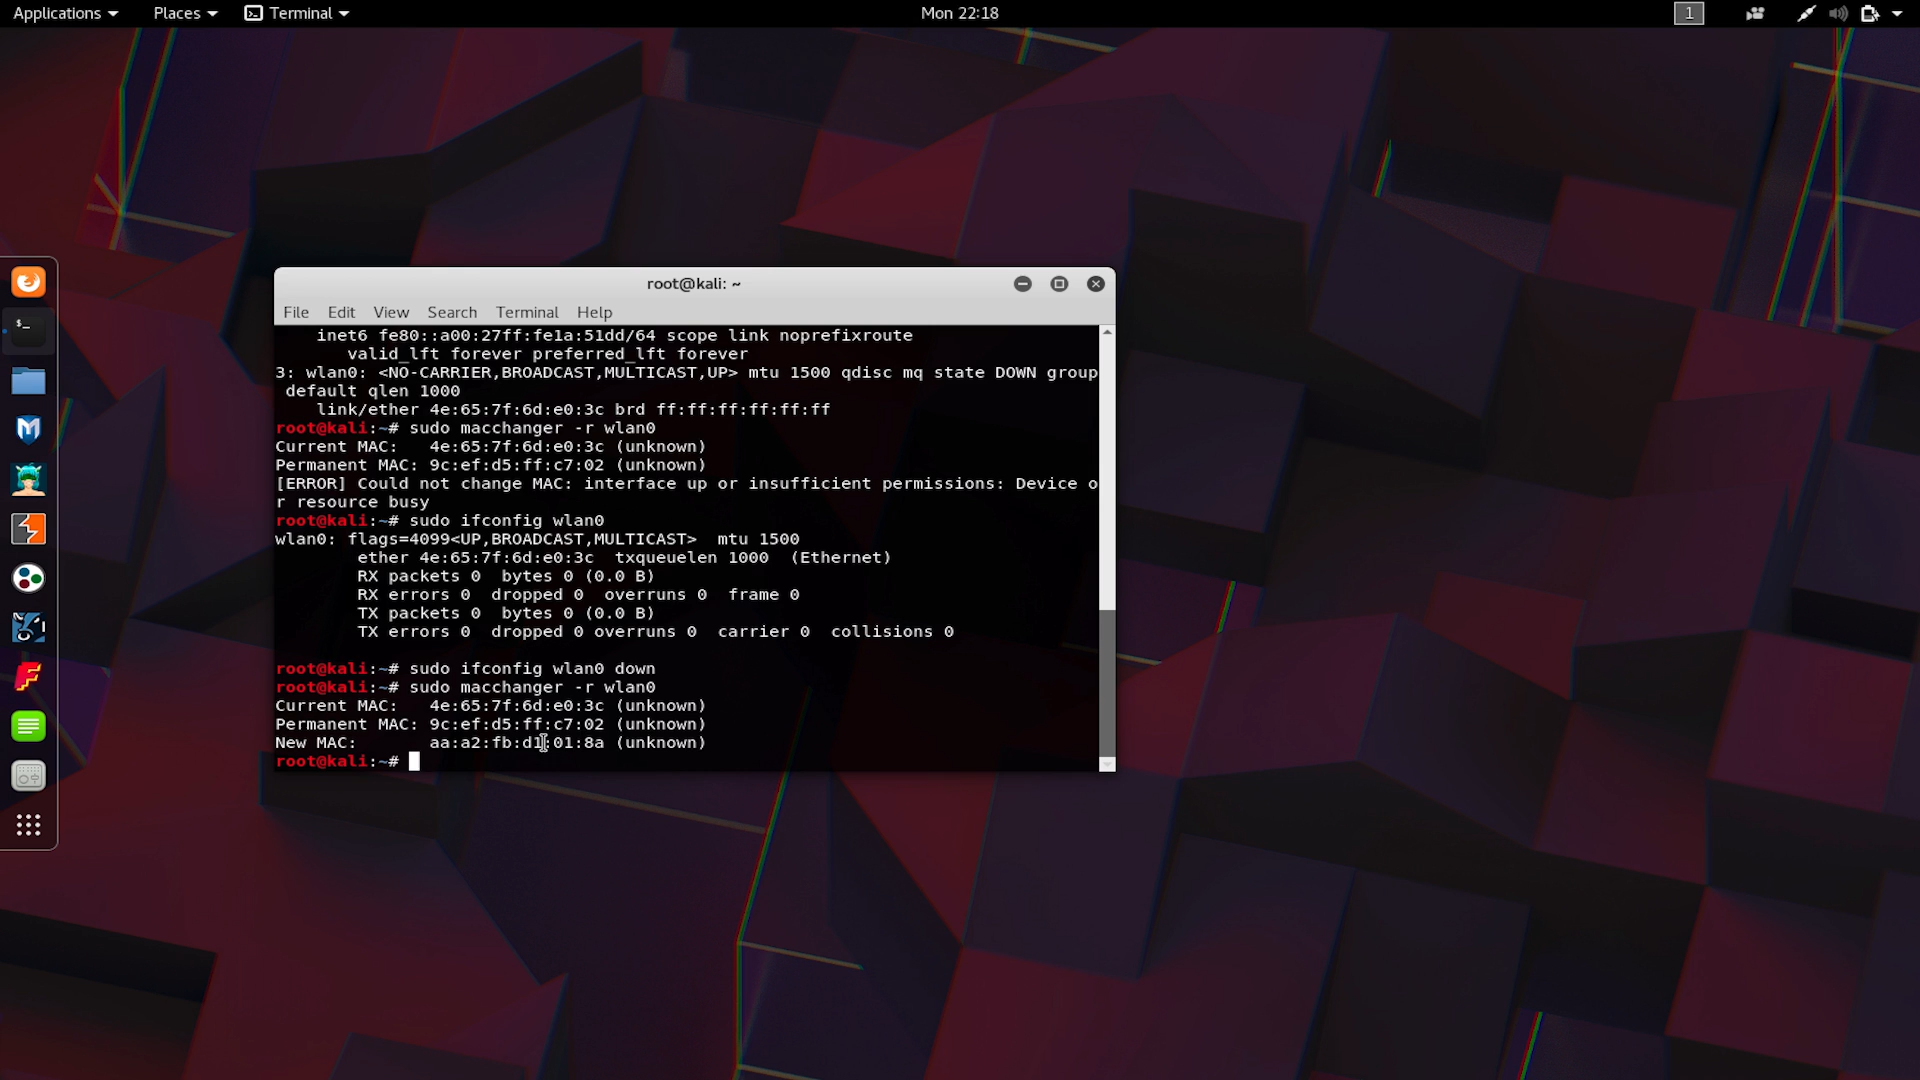 Applications Places Terminal Mon 22:18 1
root@kali: ~
File Edit View Search Terminal Help
inet6 fe80::a00:27ff:fe1a:51dd/64 scope link noprefixroute
valid_lft forever preferred_lft forever
3: wlan0: <NO-CARRIER,BROADCAST,MULTICAST,UP> mtu 1500 qdisc mq state DOWN group
default qlen 1000
link/ether 4e:65:7f:6d:e0:3c brd ff:ff:ff:ff:ff:ff
root@kali:~# sudo macchanger -r wlan0
Current MAC:   4e:65:7f:6d:e0:3c (unknown)
Permanent MAC: 9c:ef:d5:ff:c7:02 (unknown)
[ERROR] Could not change MAC: interface up or insufficient permissions: Device o
r resource busy
root@kali:~# sudo ifconfig wlan0
wlan0: flags=4099<UP,BROADCAST,MULTICAST>  mtu 1500
ether 4e:65:7f:6d:e0:3c  txqueuelen 1000  (Ethernet)
RX packets 0  bytes 0 (0.0 B)
RX errors 0  dropped 0  overruns 0  frame 0
TX packets 0  bytes 0 (0.0 B)
TX errors 0  dropped 0 overruns 0  carrier 0  collisions 0
root@kali:~# sudo ifconfig wlan0 down
root@kali:~# sudo macchanger -r wlan0
Current MAC:   4e:65:7f:6d:e0:3c (unknown)
Permanent MAC: 9c:ef:d5:ff:c7:02 (unknown)
New MAC:       aa:a2:fb:d1:01:8a (unknown)
root@kali:~#